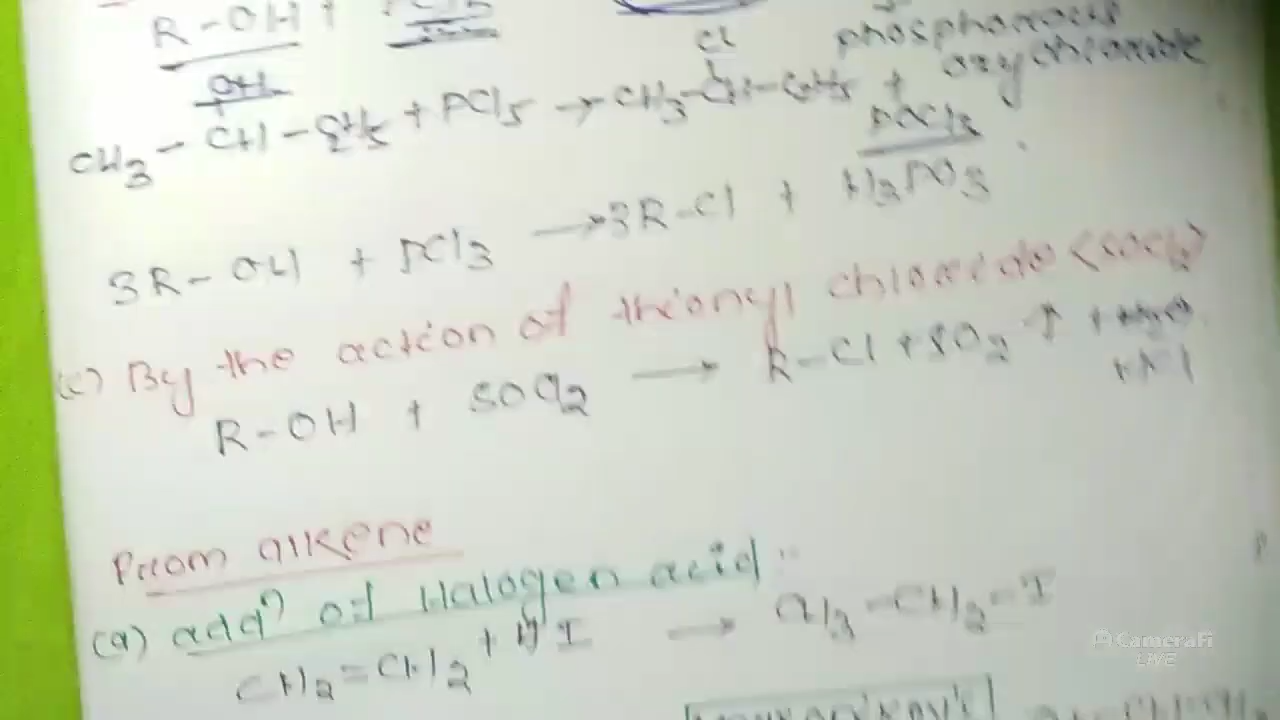 R-OH +
Cl
OH
CH3 - CH - C2H5 + PCl5 → CH3-CH-C2H5 +
oxychloride
POCl3
3R-OH + PCl3 → 3R-Cl + H3PO3
(c) By the action of thionyl chloride (SOCl2)
R-OH + SOCl2 → R-Cl + SO2 ↑ +
HCl
From alkene
(a) addn of Halogen acid
CH2=CH2 + HI → CH3-CH2-I
CameraFi
LIVE